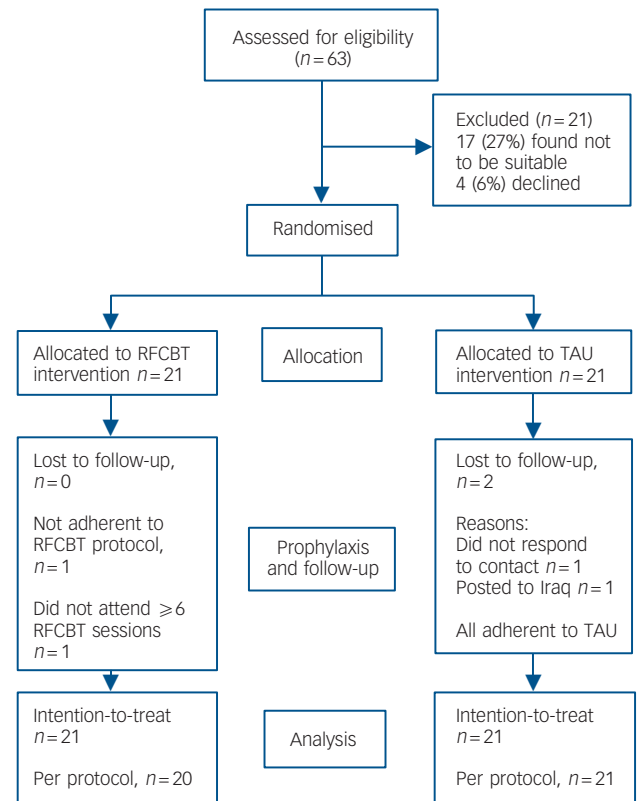 Assessed for eligibility
(n=63)
Excluded (n=21)
17 (27%) found not
to be suitable
4 (6%) declined
Randomised
Allocated to RFCBT
intervention n=21
Allocation
Allocated to TAU
intervention n=21
Lost to follow-up,
n=0
Not adherent to
RFCBT protocol,
n=1
Did not attend ⩾6
RFCBT sessions
n=1
Prophylaxis
and follow-up
Lost to follow-up,
n=2
Reasons:
Did not respond
to contact n=1
Posted to Iraq n=1
All adherent to TAU
Intention-to-treat
n=21
Per protocol, n=20
Analysis
Intention-to-treat
n=21
Per protocol, n=21